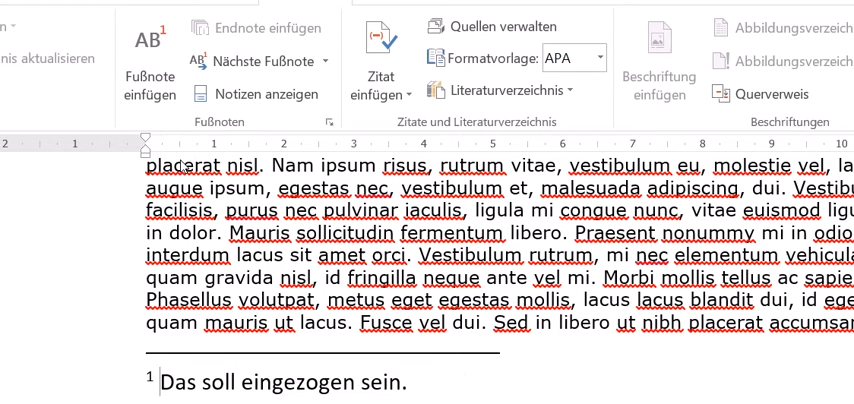 n
nis aktualisieren
AB1
Fußnote
einfügen
Endnote einfügen
AB1 Nächste Fußnote
Notizen anzeigen
Fußnoten
Zitat
einfügen
Quellen verwalten
Formatvorlage: APA
Literaturverzeichnis
Zitate und Literaturverzeichnis
Beschriftung
einfügen
Abbildungsverzeich
Abbildungsverzeich
Querverweis
Beschriftungen
2 1 1 2 3 4 5 6 7 8 9 10
placerat nisl. Nam ipsum risus, rutrum vitae, vestibulum eu, molestie vel, la
augue ipsum, egestas nec, vestibulum et, malesuada adipiscing, dui. Vestibu
facilisis, purus nec pulvinar iaculis, ligula mi congue nunc, vitae euismod ligu
in dolor. Mauris sollicitudin fermentum libero. Praesent nonummy mi in odio
interdum lacus sit amet orci. Vestibulum rutrum, mi nec elementum vehicula
quam gravida nisl, id fringilla neque ante vel mi. Morbi mollis tellus ac sapie
Phasellus volutpat, metus eget egestas mollis, lacus lacus blandit dui, id ege
quam mauris ut lacus. Fusce vel dui. Sed in libero ut nibh placerat accumsan
1 Das soll eingezogen sein.